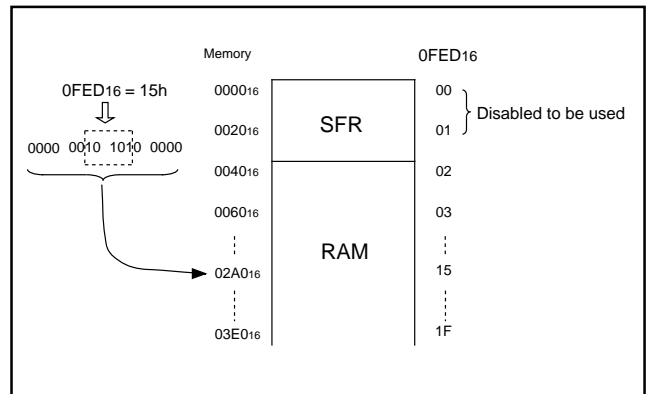 Memory 0FED16
0FED16 = 15h
0000 0010 1010 0000
000016 00
002016 SFR 01 Disabled to be used
004016 02
006016 03
RAM
02A016 15
03E016 1F